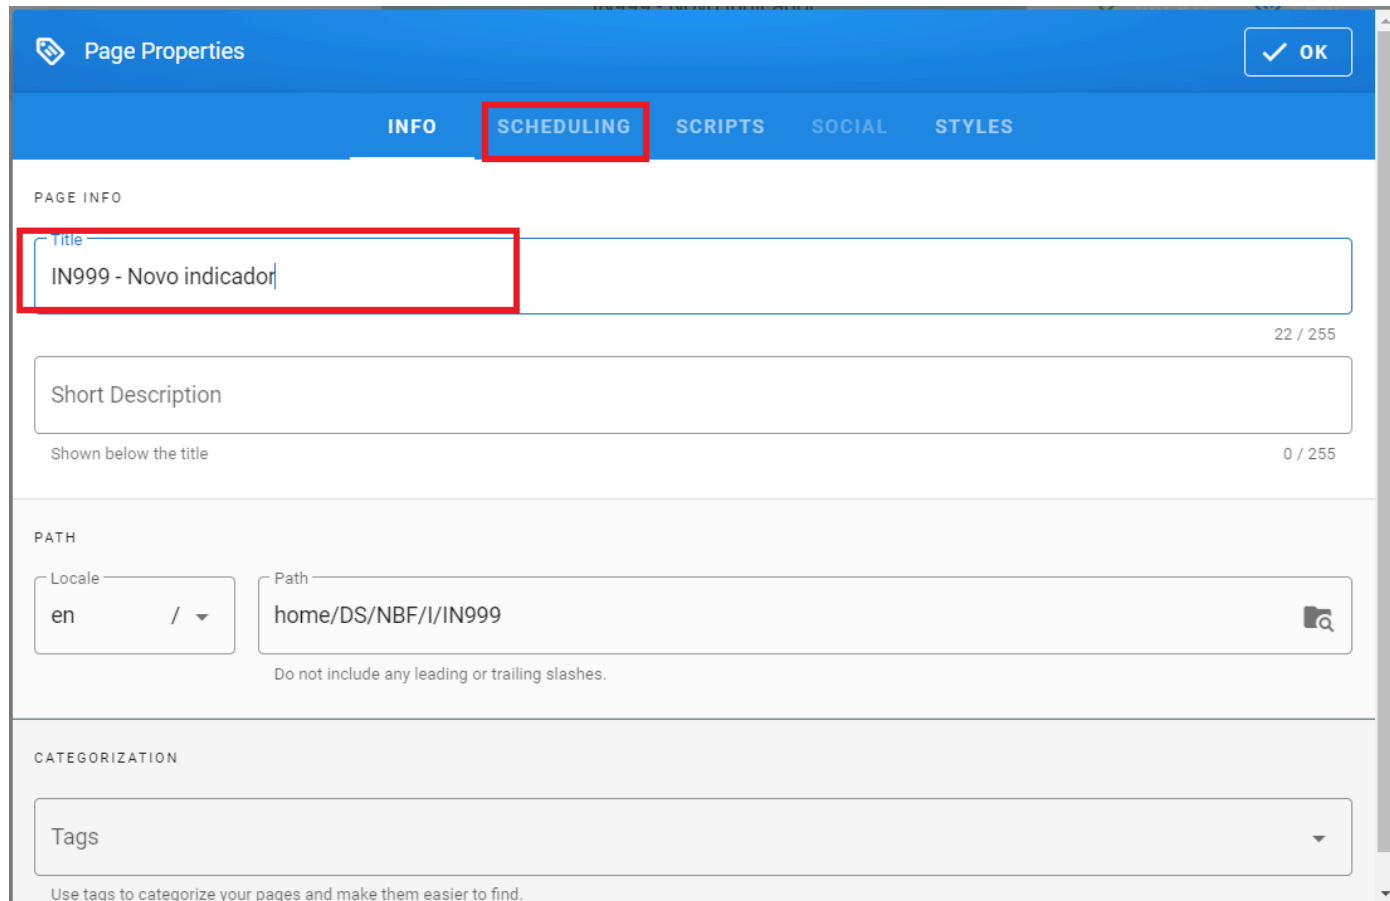 Page Properties
OK
INFO SCHEDULING SCRIPTS SOCIAL STYLES
PAGE INFO
Title
IN999 - Novo indicador
22 / 255
Short Description
Shown below the title
0 / 255
PATH
Locale
en /
Path
home/DS/NBF/I/IN999
Do not include any leading or trailing slashes.
CATEGORIZATION
Tags
Use tags to categorize your pages and make them easier to find.